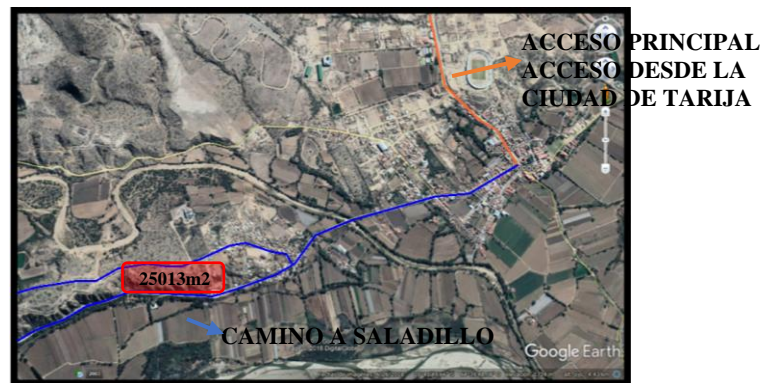 ACCESO PRINCIPAL
ACCESO DESDE LA
CIUDAD DE TARIJA
25013m2
CAMINO A SALADILLO
Google Earth